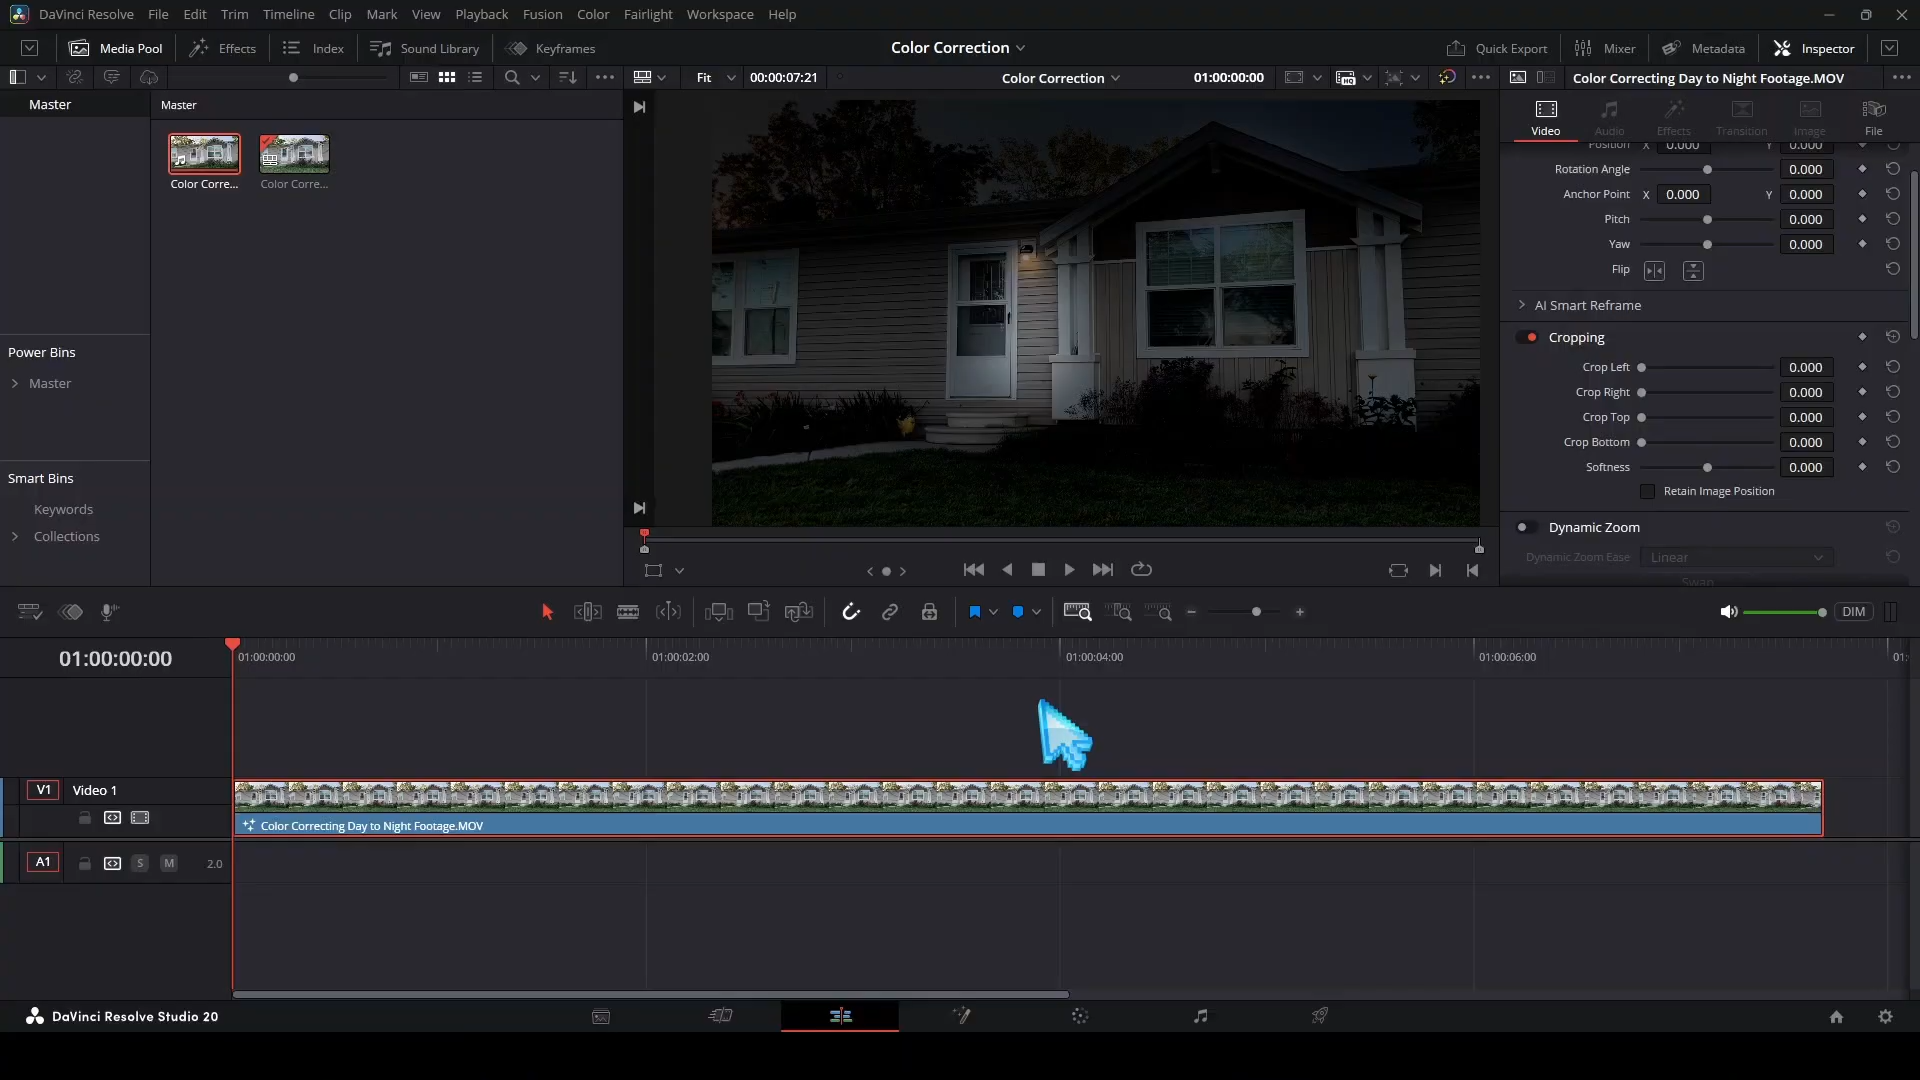 DaVinci Resolve File Edit Trim Timeline Clip Mark View Playback Fusion Color Fairlight Workspace Help
Media Pool Effects Index Sound Library Keyframes Color Correction Quick Export Mixer Metadata Inspector
Fit 00:00:07:21 Color Correction 01:00:00:00 Color Correcting Day to Night Footage.MOV
Master Master
Video Audio Effects Transition Image File
Position X 0.000 Y 0.000
Rotation Angle 0.000
Color Corre... Color Corre...
Anchor Point X 0.000 Y 0.000
Pitch 0.000
Yaw 0.000
Flip
AI Smart Reframe
Cropping
Power Bins
Crop Left 0.000
Master
Crop Right 0.000
Crop Top 0.000
Crop Bottom 0.000
Softness 0.000
Smart Bins
Retain Image Position
Keywords
Dynamic Zoom
Collections
Dynamic Zoom Ease Linear
Swap
DIM
01:00:00:00 01:00:00:00 01:00:02:00 01:00:04:00 01:00:06:00
V1 Video 1
Color Correcting Day to Night Footage.MOV
A1 S M 2.0
DaVinci Resolve Studio 20